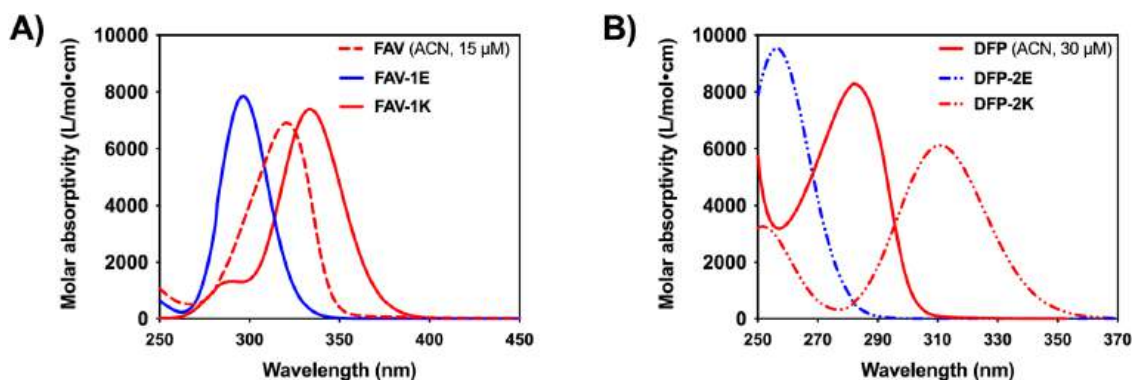 A)
Molar absorptivity (L/mol•cm)
10000
8000
6000
4000
2000
0
FAV (ACN, 15 μM)
FAV-1E
FAV-1K
250 300 350 400 450
Wavelength (nm)
B)
Molar absorptivity (L/mol•cm)
10000
8000
6000
4000
2000
0
DFP (ACN, 30 μM)
DFP-2E
DFP-2K
250 270 290 310 330 350 370
Wavelength (nm)